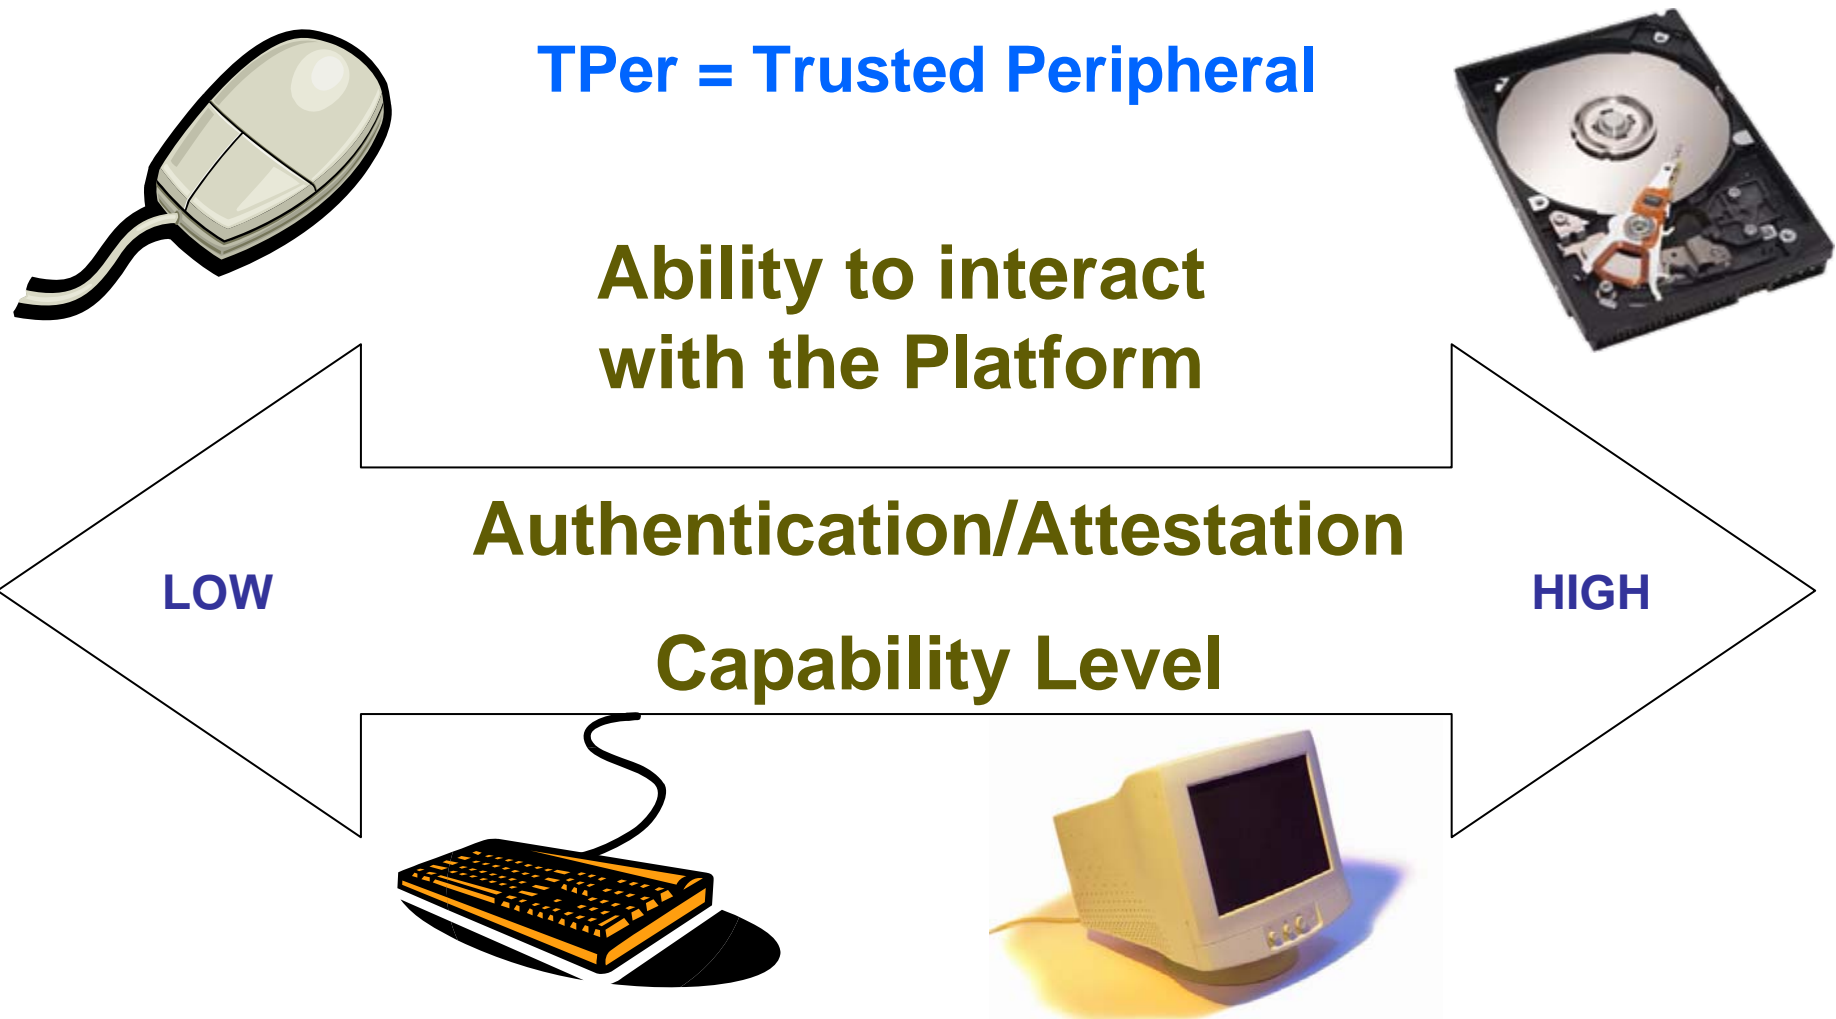 TPer = Trusted Peripheral
Ability to interact
with the Platform
Authentication/Attestation
LOW
HIGH
Capability Level